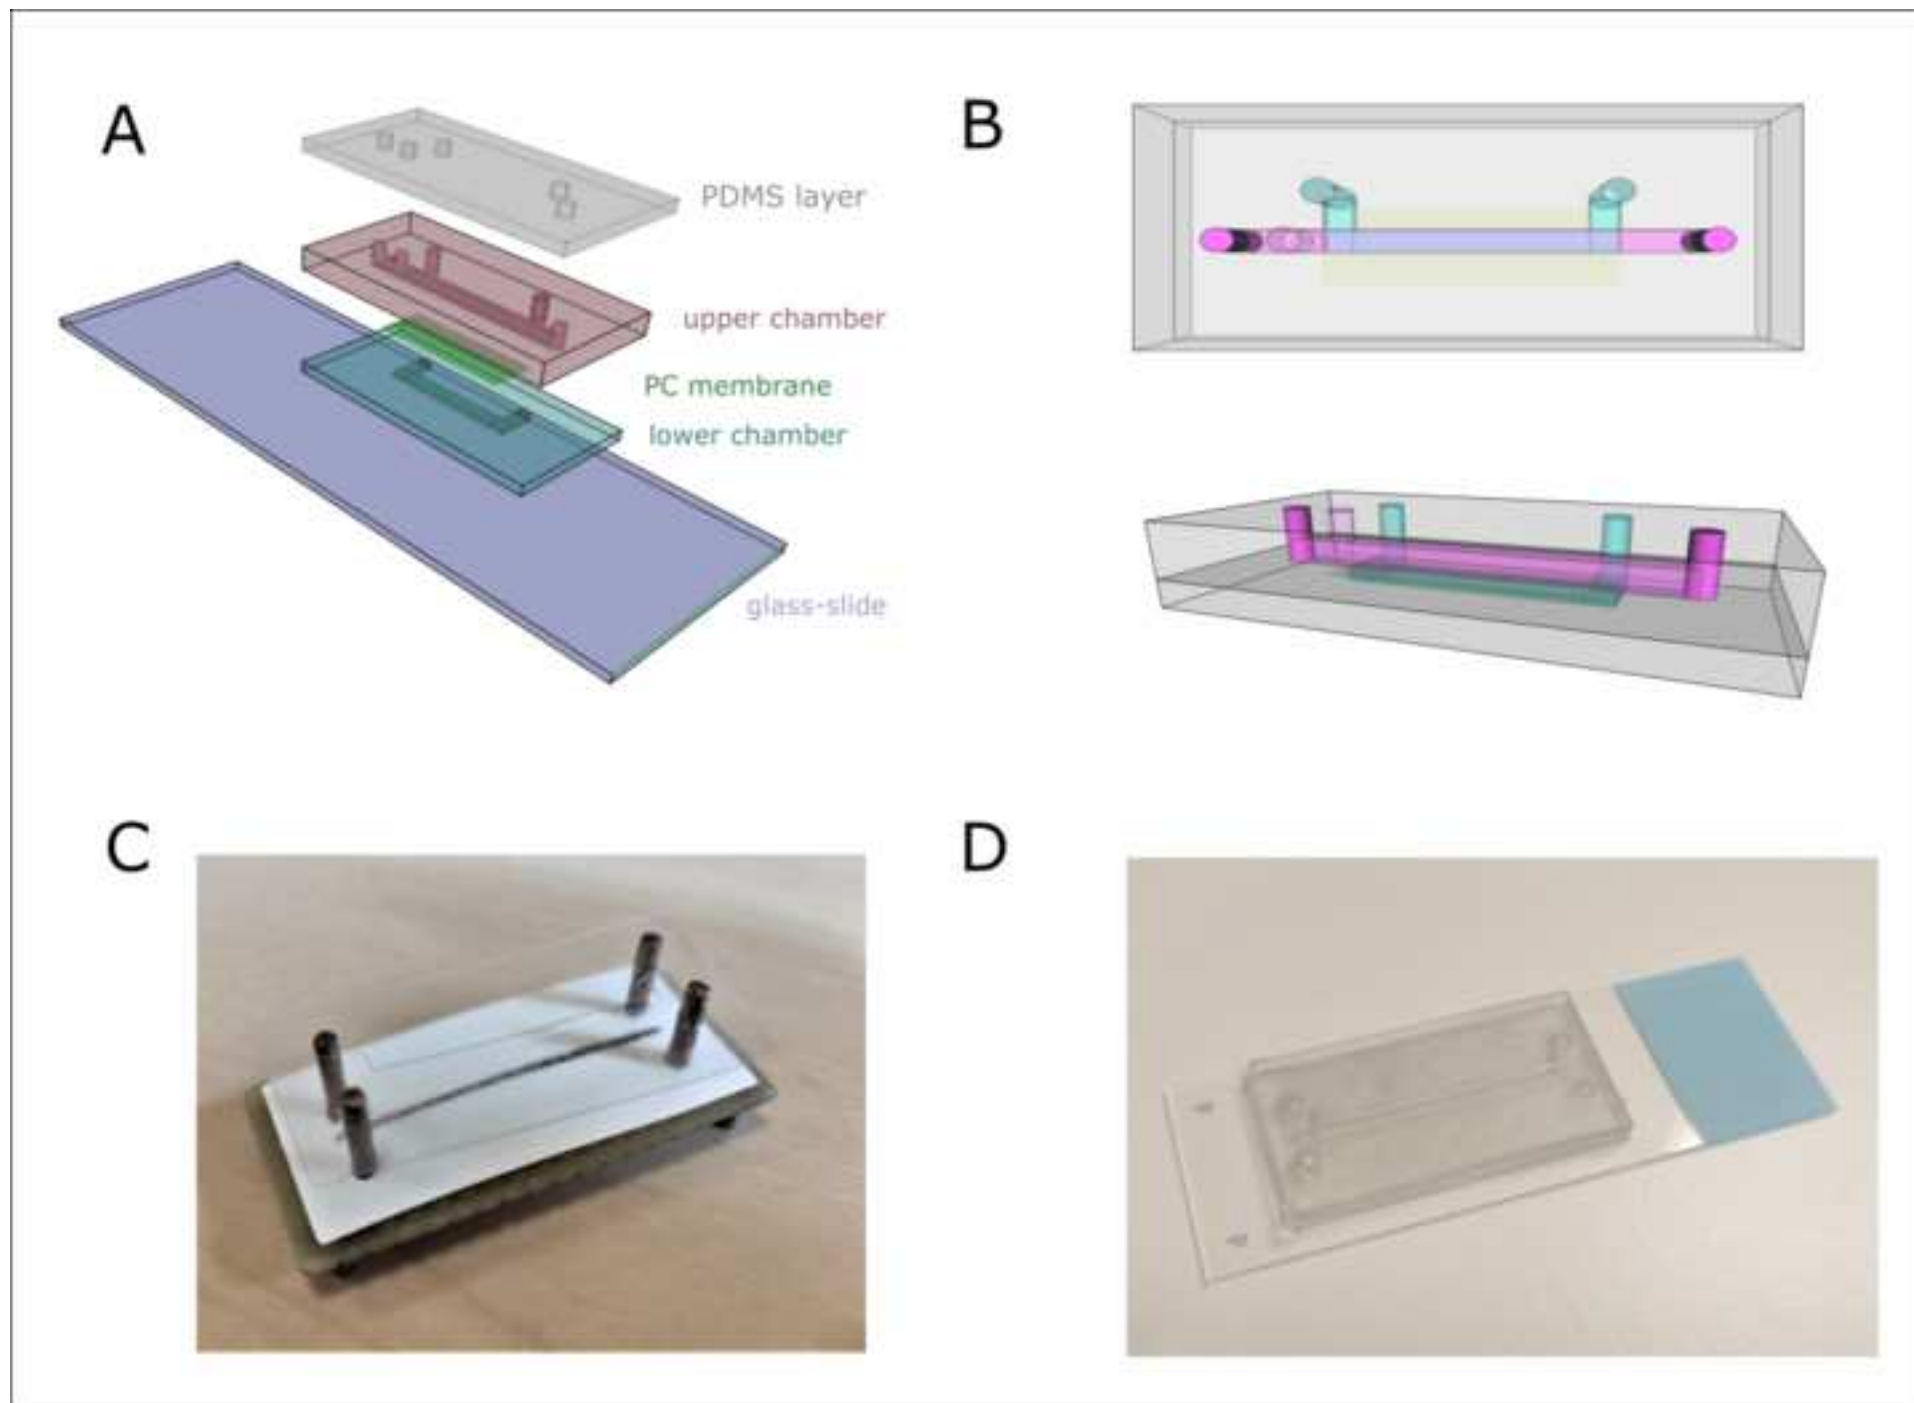 A
PDMS layer
upper chamber
PC membrane
lower chamber
glass-slide
B
C
D